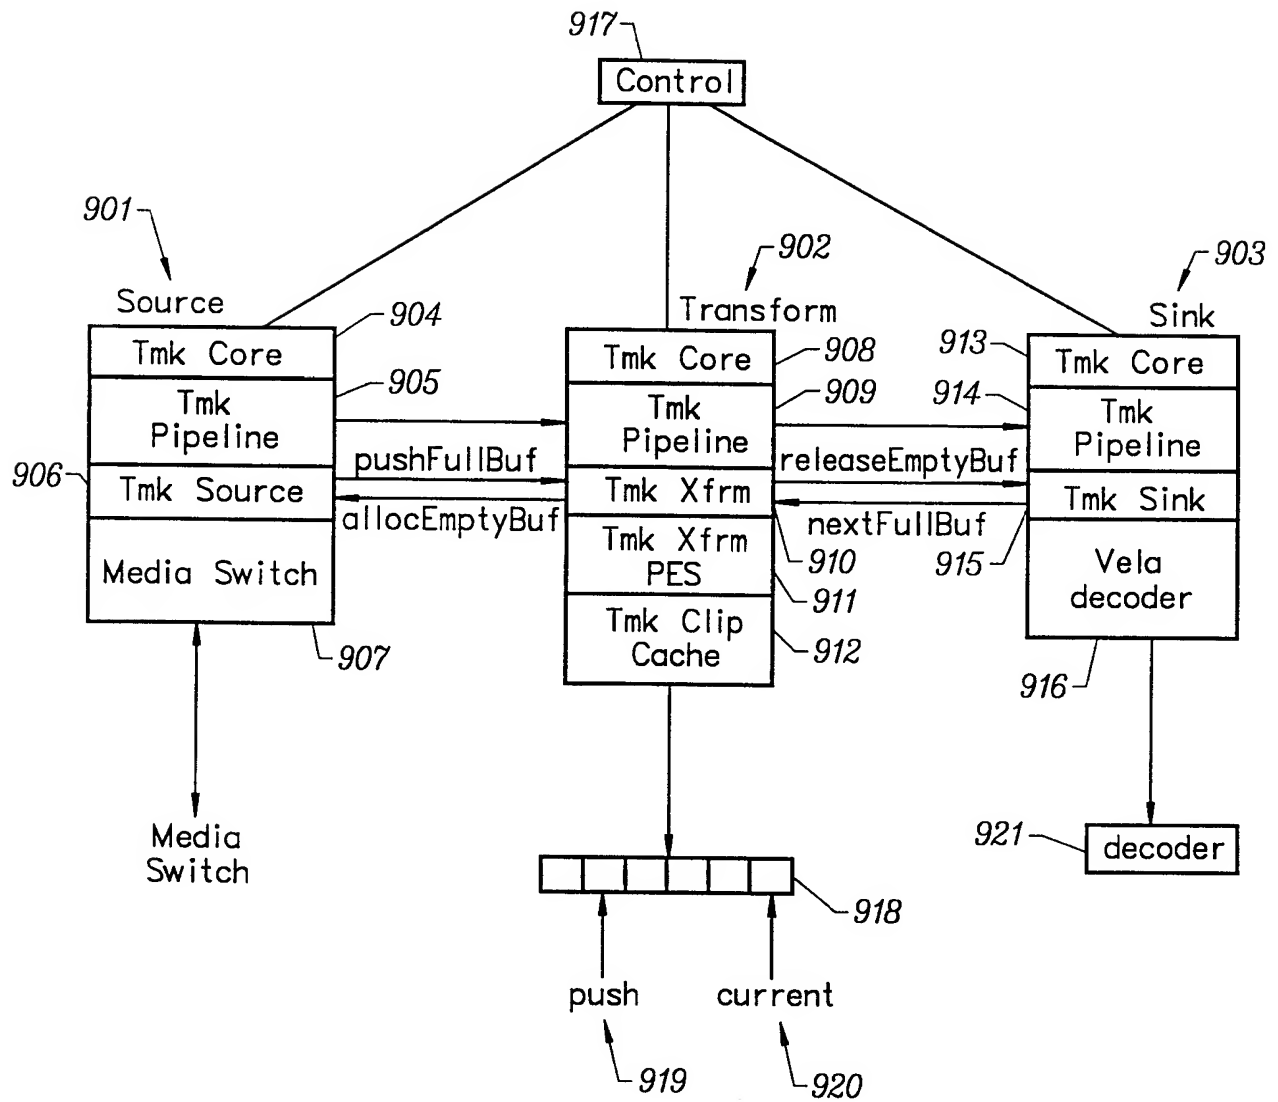 917
Control
901
902
903
Source
Transform
Sink
904
908
913
Tmk Core
Tmk Core
Tmk Core
905
909
914
Tmk
Pipeline
Tmk
Pipeline
Tmk
Pipeline
906
pushFullBuf
releaseEmptyBuf
Tmk Source
Tmk Xfrm
Tmk Sink
allocEmptyBuf
nextFullBuf
910
915
Media Switch
Tmk Xfrm
PES
Vela
decoder
911
907
Tmk Clip
Cache
912
916
Media
Switch
921
decoder
918
push
current
919
920